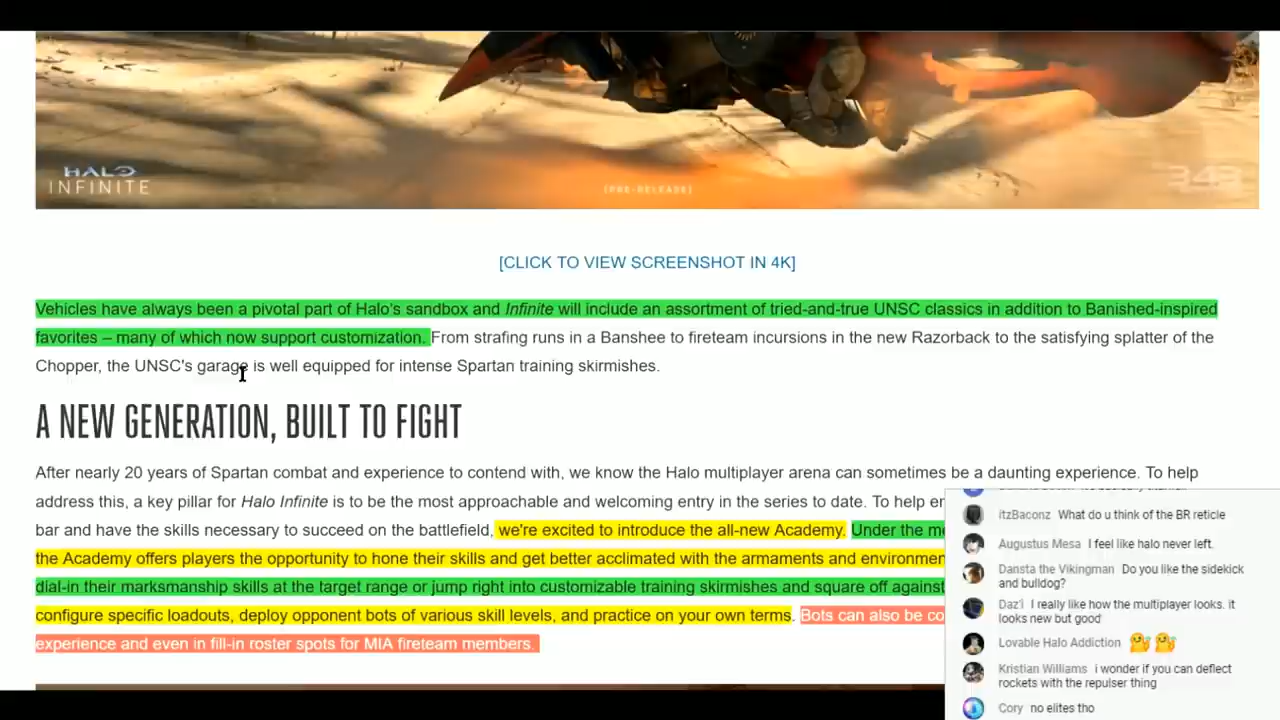 HALO
INFINITE
[PRE-RELEASE]
343
[CLICK TO VIEW SCREENSHOT IN 4K]
Vehicles have always been a pivotal part of Halo's sandbox and Infinite will include an assortment of tried-and-true UNSC classics in addition to Banished-inspired
favorites – many of which now support customization. From strafing runs in a Banshee to fireteam incursions in the new Razorback to the satisfying splatter of the
Chopper, the UNSC's garage is well equipped for intense Spartan training skirmishes.
A NEW GENERATION, BUILT TO FIGHT
After nearly 20 years of Spartan combat and experience to contend with, we know the Halo multiplayer arena can sometimes be a daunting experience. To help
address this, a key pillar for Halo Infinite is to be the most approachable and welcoming entry in the series to date. To help en
bar and have the skills necessary to succeed on the battlefield, we're excited to introduce the all-new Academy. Under the me
the Academy offers players the opportunity to hone their skills and get better acclimated with the armaments and environmen
dial-in their marksmanship skills at the target range or jump right into customizable training skirmishes and square off against
configure specific loadouts, deploy opponent bots of various skill levels, and practice on your own terms. Bots can also be co
experience and even in fill-in roster spots for MIA fireteam members.
itzBaconz What do u think of the BR reticle
Augustus Mesa I feel like halo never left.
Dansta the Vikingman Do you like the sidekick
and bulldog?
Daz'i I really like how the multiplayer looks. it
looks new but good
Lovable Halo Addiction
Kristian Williams i wonder if you can deflect
rockets with the repulser thing
Cory no elites tho